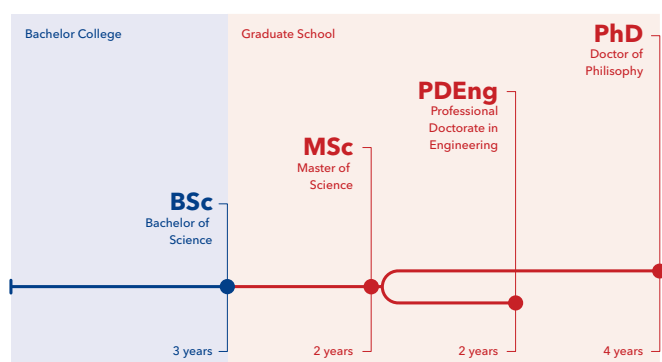 Bachelor College
Graduate School
PhD
Doctor of
Philisophy
PDEng
Professional
Doctorate in
Engineering
MSc
Master of
Science
BSc
Bachelor of
Science
3 years
2 years
2 years
4 years